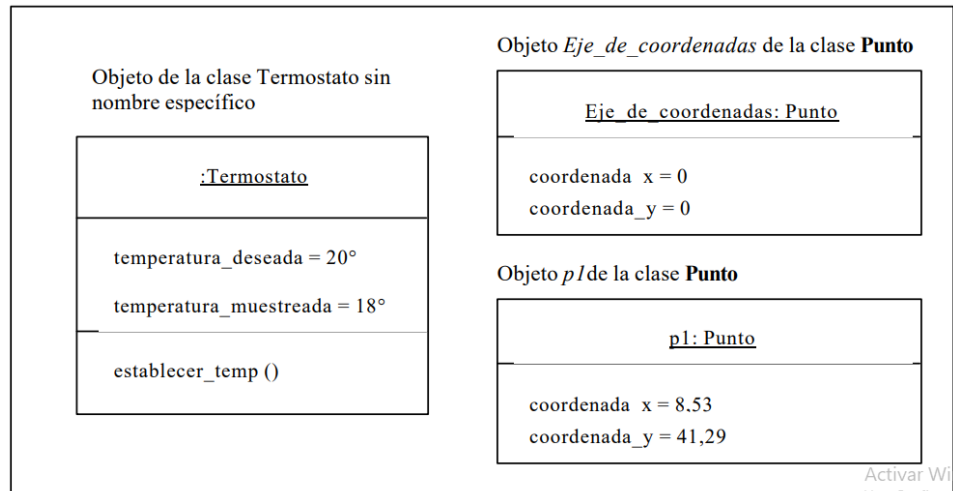 Objeto de la clase Termostato sin
nombre específico
:Termostato
temperatura_deseada = 20°
temperatura_muestreada = 18°
establecer_temp ()
Objeto Eje_de_coordenadas de la clase Punto
Eje_de_coordenadas: Punto
coordenada x = 0
coordenada_y = 0
Objeto p1de la clase Punto
p1: Punto
coordenada x = 8.53
coordenada_y = 41,29
Activar Wi